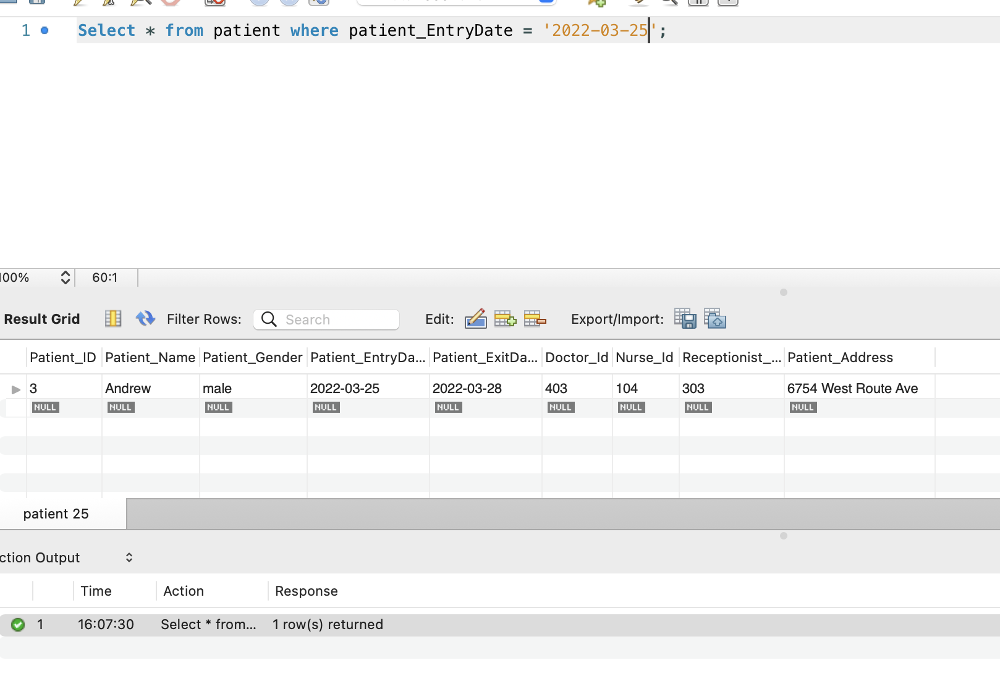 1 Select * from patient where patient_EntryDate = '2022-03-25';
100% 60:1
Result Grid Filter Rows: Search Edit: Export/Import:
Patient_ID Patient_Name Patient_Gender Patient_EntryDa... Patient_ExitDa... Doctor_Id Nurse_Id Receptionist_... Patient_Address
3 Andrew male 2022-03-25 2022-03-28 403 104 303 6754 West Route Ave
NULL NULL NULL NULL NULL NULL NULL NULL NULL
patient 25
ction Output
Time Action Response
1 16:07:30 Select * from... 1 row(s) returned